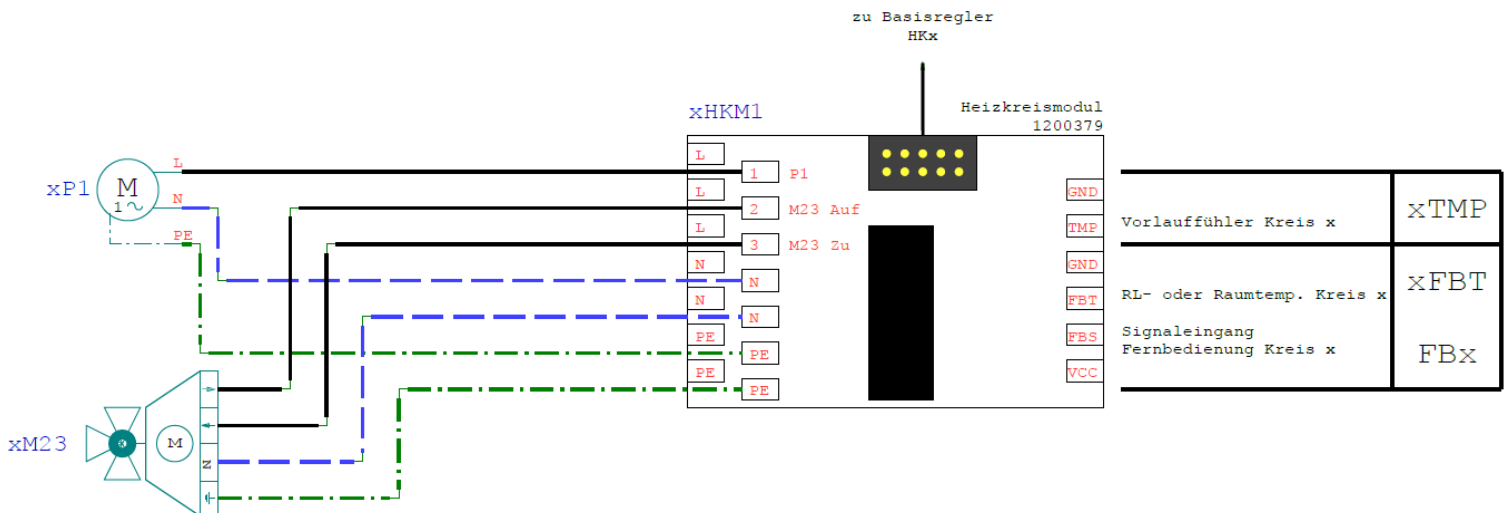 zu Basisregler
HKx
Heizkreismodul
1200379
xHKM1
L
1 P1
L
2 M23 Auf
L
3 M23 Zu
N
N
N
N
PE
PE
PE
PE
xP1
M
1
L
N
PE
xM23
M
N
GND
TMP
GND
FBT
FBS
VCC
Vorlauffühler Kreis x
xTMP
RL- oder Raumtemp. Kreis x
xFBT
Signaleingang
Fernbedienung Kreis x
FBx